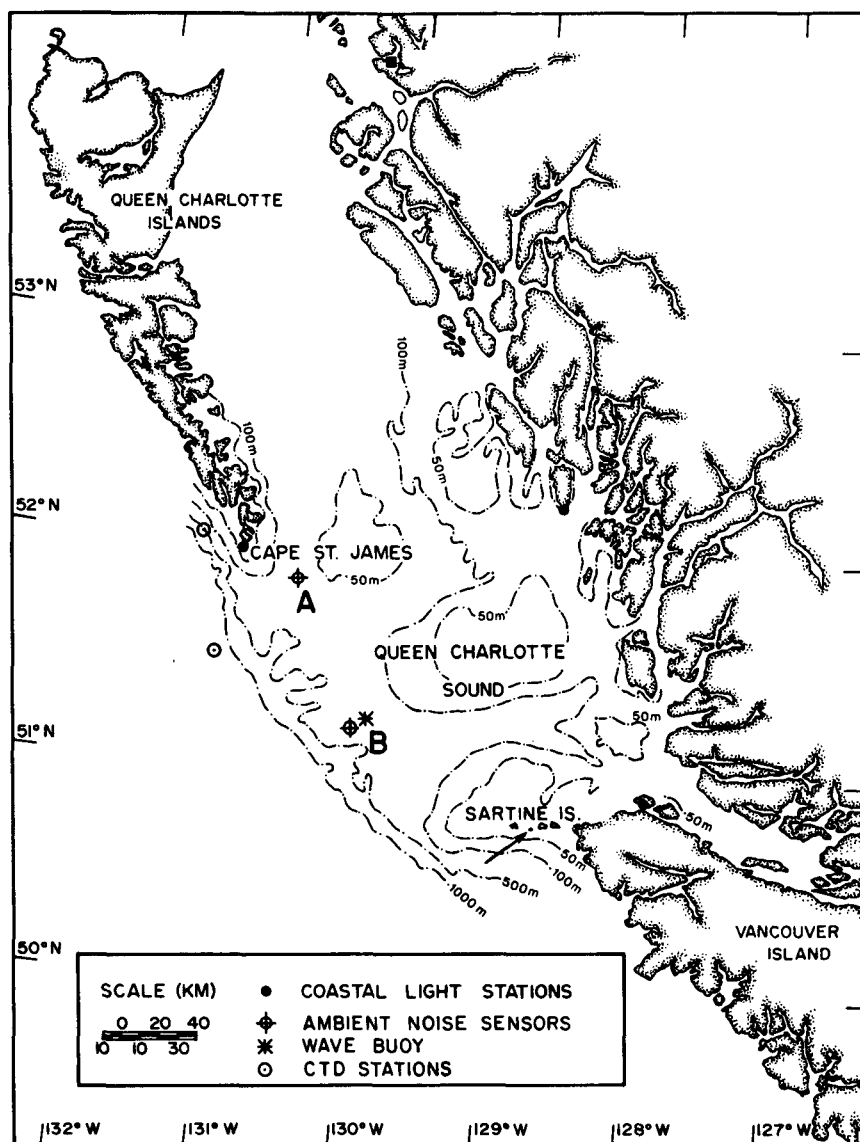 QUEEN CHARLOTTE
ISLANDS
53°N
100m
100m
50m
52°N
CAPE ST. JAMES
50m
A
50m
QUEEN CHARLOTTE
SOUND
50m
51°N
B
SARTINE IS.
50m
50m
100m
500m
1000m
VANCOUVER
ISLAND
50°N
SCALE (KM)
0 20 40
10 10 30
COASTAL LIGHT STATIONS
AMBIENT NOISE SENSORS
WAVE BUOY
CTD STATIONS
132°W 131°W 130°W 129°W 128°W 127°W